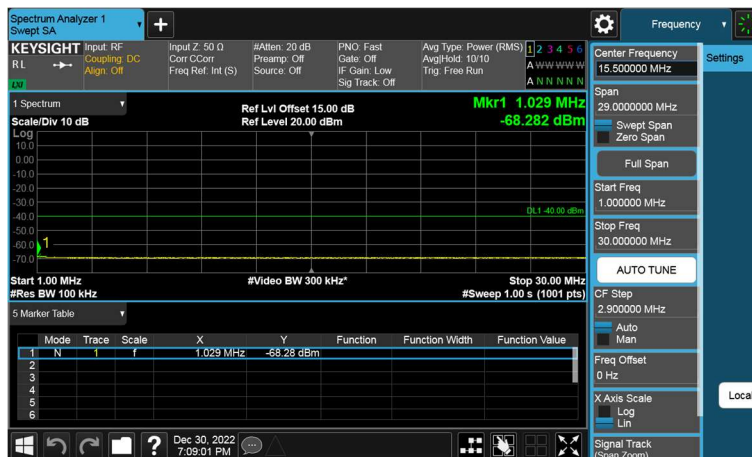 Spectrum Analyzer 1
Swept SA
+
Frequency
KEYSIGHT
RL
LXI
Input: RF
Coupling: DC
Align: Off
Input Z: 50 Ω
Corr CCorr
Freq Ref: Int (S)
#Atten: 20 dB
Preamp: Off
Source: Off
PNO: Fast
Gate: Off
IF Gain: Low
Sig Track: Off
Avg Type: Power (RMS)
Avg|Hold: 10/10
Trig: Free Run
1 2 3 4 5 6
A W W W W W
A N N N N N
1 Spectrum
Scale/Div 10 dB
Ref Lvl Offset 15.00 dB
Ref Level 20.00 dBm
Mkr1 1.029 MHz
-68.282 dBm
Log
10.0
0.00
-10.0
-20.0
-30.0
-40.0
-50.0
-60.0
-70.0
DL1 -40.00 dBm
1
Start 1.00 MHz
#Res BW 100 kHz
#Video BW 300 kHz*
Stop 30.00 MHz
#Sweep 1.00 s (1001 pts)
5 Marker Table
Mode Trace Scale X Y Function Function Width Function Value
1 N 1 f 1.029 MHz -68.28 dBm
2
3
4
5
6
Center Frequency
15.500000 MHz
Settings
Span
29.0000000 MHz
Swept Span
Zero Span
Full Span
Start Freq
1.000000 MHz
Stop Freq
30.000000 MHz
AUTO TUNE
CF Step
2.900000 MHz
Auto
Man
Freq Offset
0 Hz
X Axis Scale
Log
Lin
Local
Signal Track
(Span Zoom)
?
Dec 30, 2022
7:09:01 PM